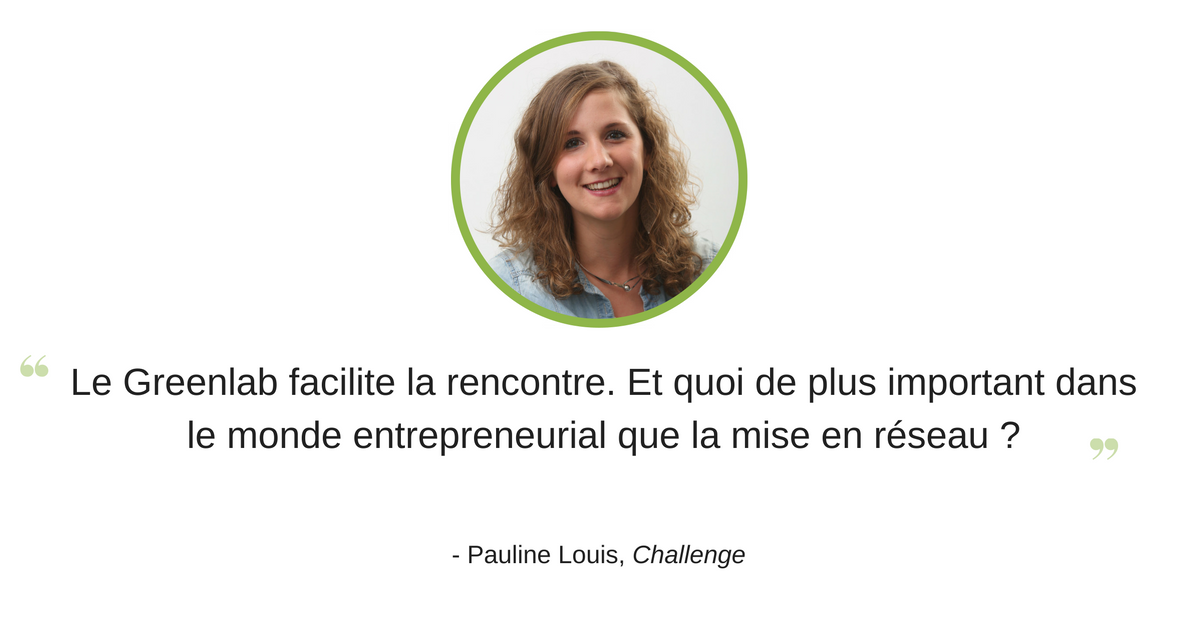 “ Le Greenlab facilite la rencontre. Et quoi de plus important dans
le monde entrepreneurial que la mise en réseau ? ”
- Pauline Louis, Challenge